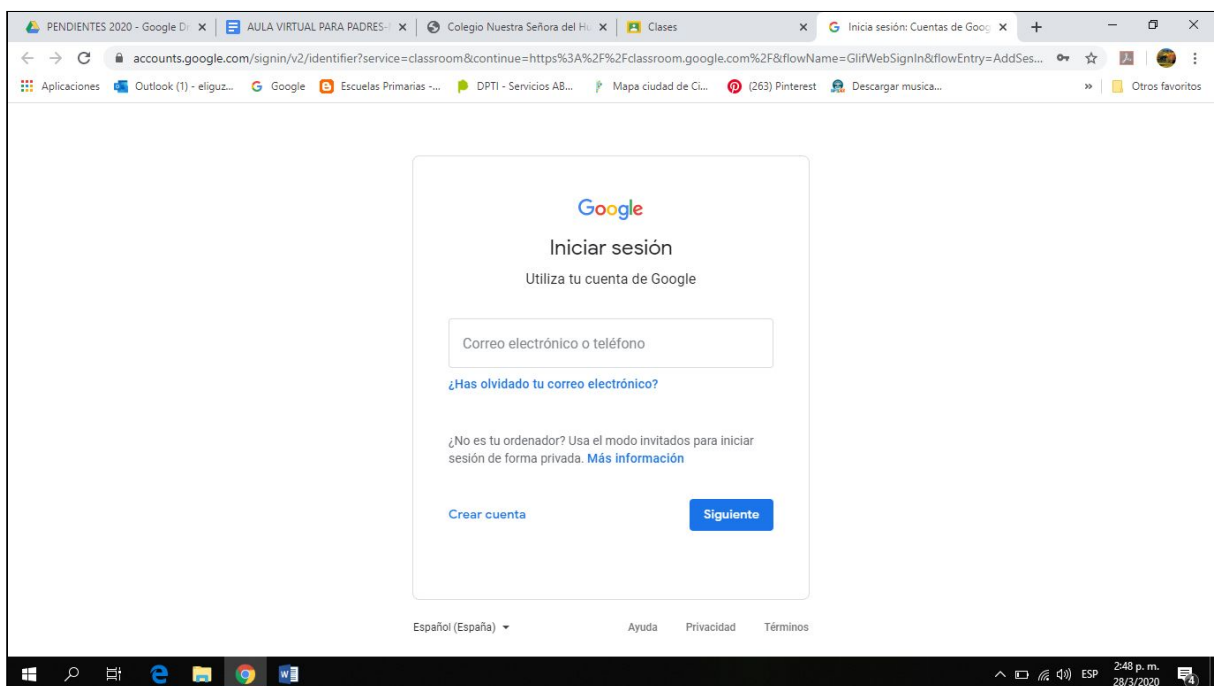 PENDIENTES 2020 - Google Dr
AULA VIRTUAL PARA PADRES-
Colegio Nuestra Señora del Hu
Clases
Inicia sesión: Cuentas de Goog
accounts.google.com/signin/v2/identifier?service=classroom&continue=https%3A%2F%2Fclassroom.google.com%2F&flowName=GlifWebSignIn&flowEntry=AddSes...
Aplicaciones
Outlook (1) - eliguz...
Google
Escuelas Primarias -...
DPTI - Servicios AB...
Mapa ciudad de Ci...
(263) Pinterest
Descargar musica...
»
Otros favoritos
Google
Iniciar sesión
Utiliza tu cuenta de Google
Correo electrónico o teléfono
¿Has olvidado tu correo electrónico?
¿No es tu ordenador? Usa el modo invitados para iniciar
sesión de forma privada. Más información
Crear cuenta
Siguiente
Español (España)
Ayuda
Privacidad
Términos
ESP
2:48 p. m.
28/3/2020
4